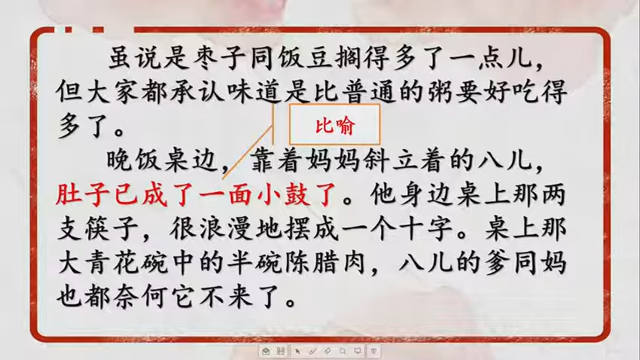 虽说是枣子同饭豆搁得多了一点儿，
但大家都承认味道是比普通的粥要好吃得
多了。
比喻
晚饭桌边，靠着妈妈斜立着的八儿，
肚子已成了一面小鼓了。他身边桌上那两
支筷子，很浪漫地摆成一个十字。桌上那
大青花碗中的半碗陈腊肉，八儿的爹同妈
也都奈何它不来了。